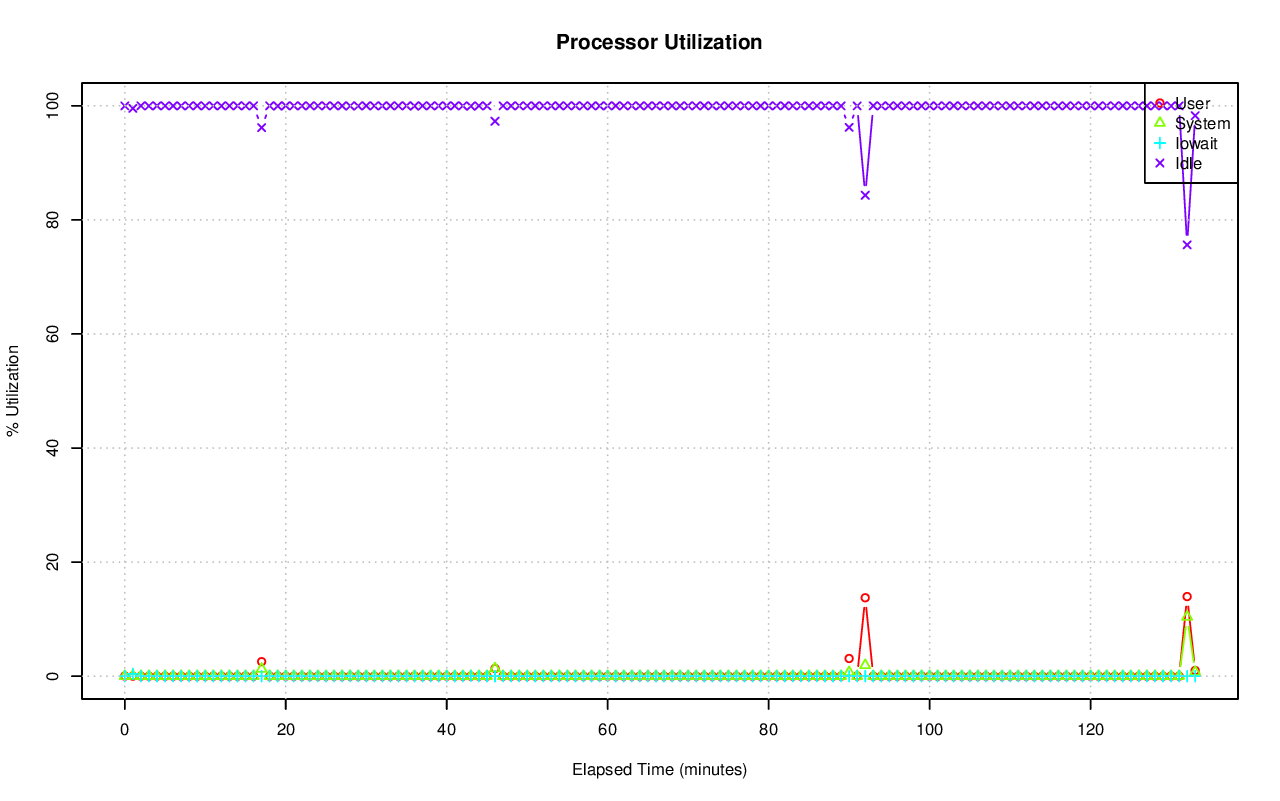 Processor Utilization
% Utilization
100
80
60
40
20
0
User
System
Iowait
Idle
0 20 40 60 80 100 120
Elapsed Time (minutes)